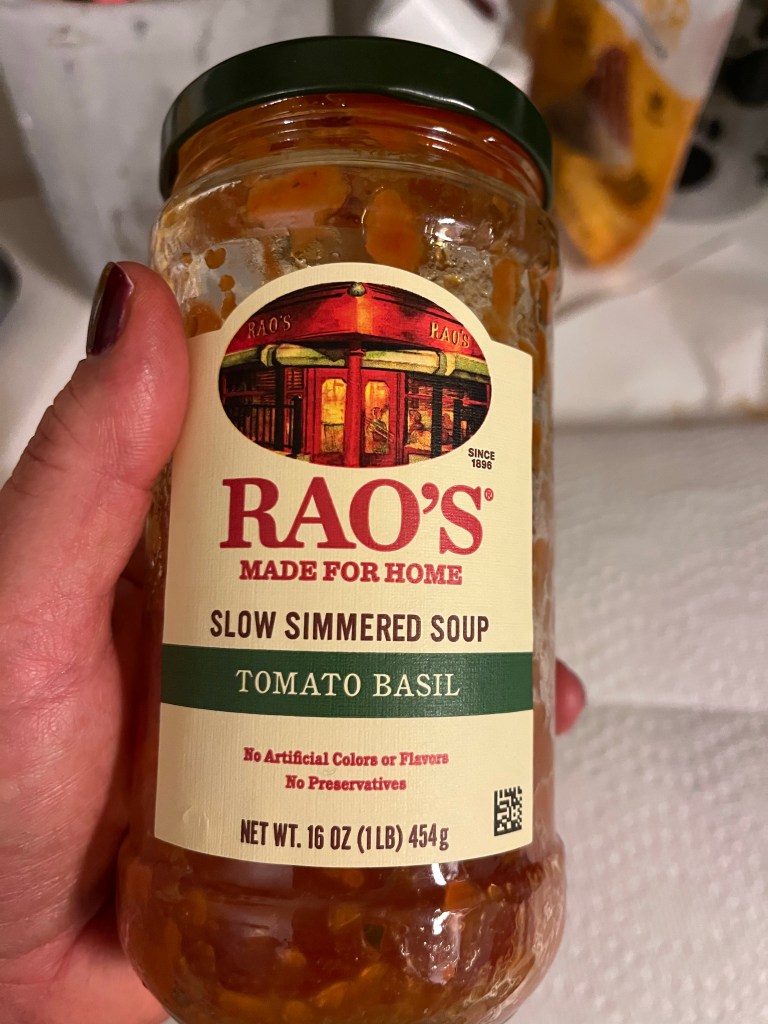 RAO'S RAO'S
SINCE
1896
RAO'S®
MADE FOR HOME
SLOW SIMMERED SOUP
TOMATO BASIL
No Artificial Colors or Flavors
No Preservatives
NET WT. 16 OZ (1 LB) 454g